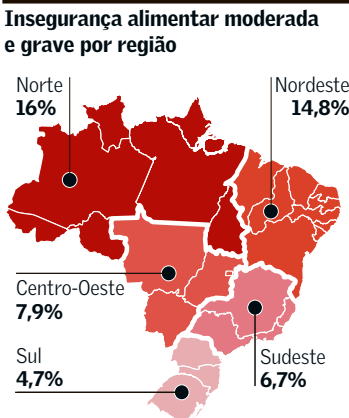 Insegurança alimentar moderada
e grave por região
Norte
16%
Nordeste
14,8%
Centro-Oeste
7,9%
Sul
4,7%
Sudeste
6,7%